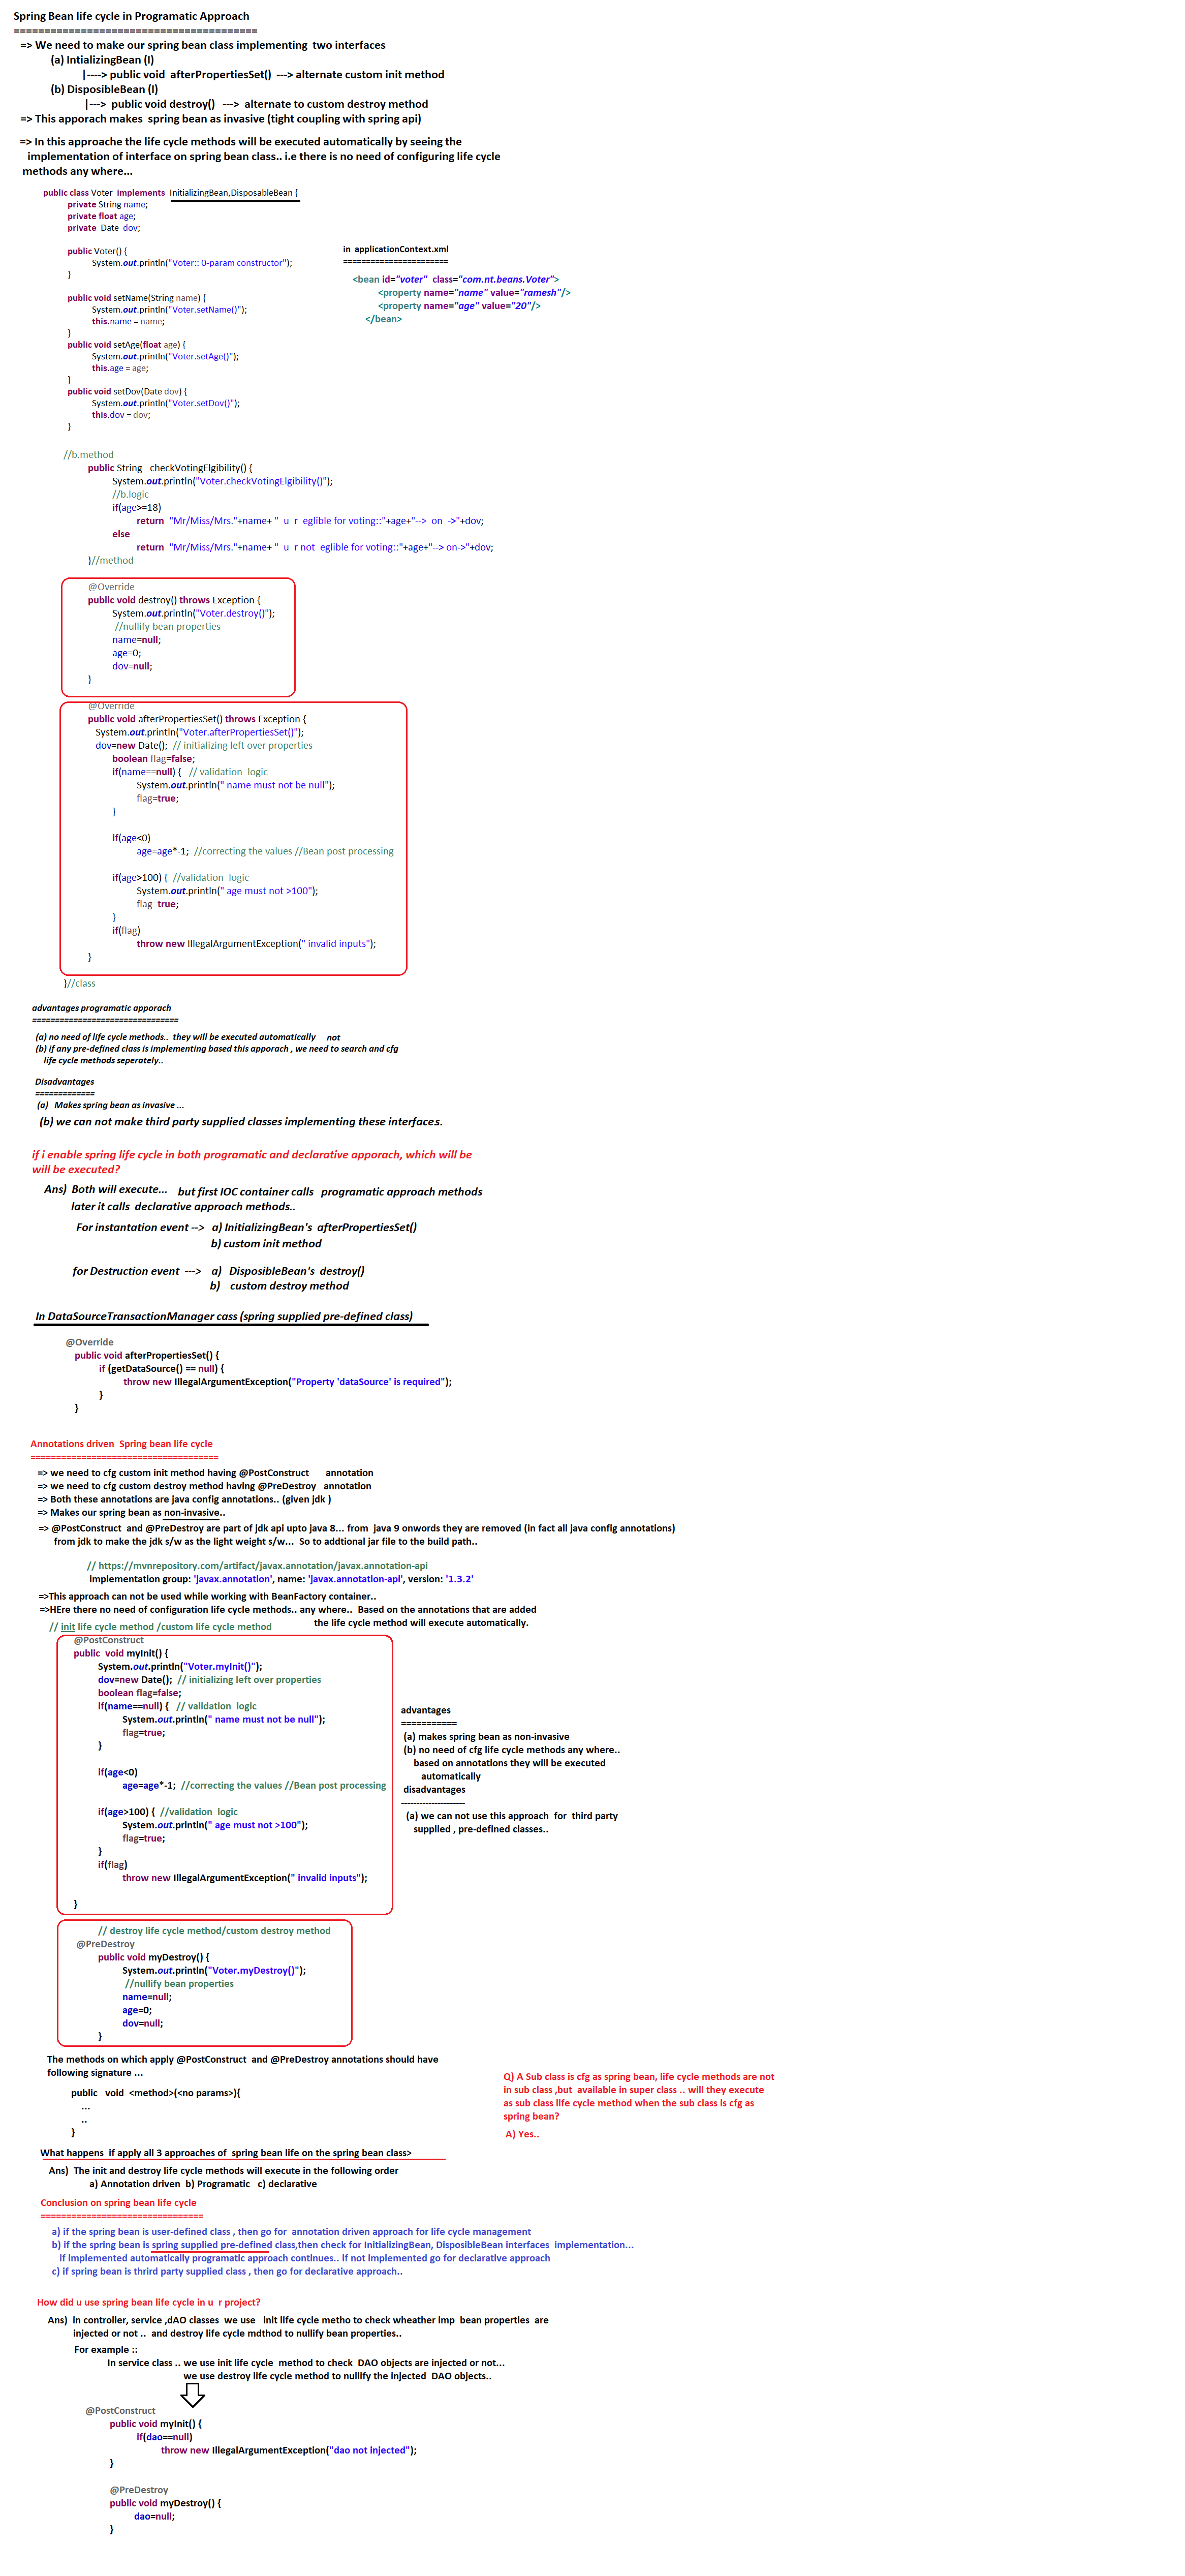 Spring Bean life cycle in Programatic Approach
=======================================
=> We need to make our spring bean class implementing  two interfaces
(a) IntializingBean (I)
|----> public void  afterPropertiesSet()  ---> alternate custom init method
(b) DisposibleBean (I)
|--->  public void destroy()   --->  alternate to custom destroy method
=> This apporach makes  spring bean as invasive (tight coupling with spring api)
=> In this approache the life cycle methods will be executed automatically by seeing the
implementation of interface on spring bean class.. i.e there is no need of configuring life cycle
methods any where...
public class Voter  implements  InitializingBean,DisposableBean {
private String name;
private float age;
private  Date  dov;
public Voter() {
System.out.println("Voter:: 0-param constructor");
}
in  applicationContext.xml
=======================
<bean id="voter"  class="com.nt.beans.Voter">
<property name="name" value="ramesh"/>
<property name="age" value="20"/>
</bean>
public void setName(String name) {
System.out.println("Voter.setName()");
this.name = name;
}
public void setAge(float age) {
System.out.println("Voter.setAge()");
this.age = age;
}
public void setDov(Date dov) {
System.out.println("Voter.setDov()");
this.dov = dov;
}
//b.method
public String   checkVotingElgibility() {
System.out.println("Voter.checkVotingElgibility()");
//b.logic
if(age>=18)
return  "Mr/Miss/Mrs."+name+ "  u  r  eglible for voting::"+age+"-->  on  ->"+dov;
else
return  "Mr/Miss/Mrs."+name+ "  u  r not  eglible for voting::"+age+"--> on->"+dov;
}//method
@Override
public void destroy() throws Exception {
System.out.println("Voter.destroy()");
//nullify bean properties
name=null;
age=0;
dov=null;
}
@Override
public void afterPropertiesSet() throws Exception {
System.out.println("Voter.afterPropertiesSet()");
dov=new Date();  // initializing left over properties
boolean flag=false;
if(name==null) {   // validation  logic
System.out.println(" name must not be null");
flag=true;
}
if(age<0)
age=age*-1;  //correcting the values //Bean post processing
if(age>100) {  //validation  logic
System.out.println(" age must not >100");
flag=true;
}
if(flag)
throw new IllegalArgumentException(" invalid inputs");
}
}//class
advantages programatic apporach
================================
(a) no need of life cycle methods..  they will be executed automatically     not
(b) if any pre-defined class is implementing based this apporach , we need to search and cfg
life cycle methods seperately..
Disadvantages
=============
(a)   Makes spring bean as invasive ...
(b) we can not make third party supplied classes implementing these interfaces.
if i enable spring life cycle in both programatic and declarative apporach, which will be
will be executed?
Ans)  Both will execute...   but first IOC container calls   programatic approach methods
later it calls  declarative approach methods..
For instantation event -->   a) InitializingBean's  afterPropertiesSet()
b) custom init method
for Destruction event  --->   a)   DisposibleBean's  destroy()
b)   custom destroy method
In DataSourceTransactionManager cass (spring supplied pre-defined class)
@Override
public void afterPropertiesSet() {
if (getDataSource() == null) {
throw new IllegalArgumentException("Property 'dataSource' is required");
}
}
Annotations driven  Spring bean life cycle
=====================================
=> we need to cfg custom init method having @PostConstruct      annotation
=> we need to cfg custom destroy method having @PreDestroy   annotation
=> Both these annotations are java config annotations.. (given jdk )
=> Makes our spring bean as non-invasive..
=> @PostConstruct  and @PreDestroy are part of jdk api upto java 8... from  java 9 onwords they are removed (in fact all java config annotations)
from jdk to make the jdk s/w as the light weight s/w...  So to addtional jar file to the build path..
// https://mvnrepository.com/artifact/javax.annotation/javax.annotation-api
implementation group: 'javax.annotation', name: 'javax.annotation-api', version: '1.3.2'
=>This approach can not be used while working with BeanFactory container..
=>HEre there no need of configuration life cycle methods.. any where..  Based on the annotations that are added
the life cycle method will execute automatically.
// init life cycle method /custom life cycle method
@PostConstruct
public  void myInit() {
System.out.println("Voter.myInit()");
dov=new Date();  // initializing left over properties
boolean flag=false;
if(name==null) {   // validation  logic
System.out.println(" name must not be null");
flag=true;
}
if(age<0)
age=age*-1;  //correcting the values //Bean post processing
if(age>100) {  //validation  logic
System.out.println(" age must not >100");
flag=true;
}
if(flag)
throw new IllegalArgumentException(" invalid inputs");
}
advantages
===========
(a) makes spring bean as non-invasive
(b) no need of cfg life cycle methods any where..
based on annotations they will be executed
automatically
disadvantages
--------------------
(a) we can not use this approach  for  third party
supplied , pre-defined classes..
// destroy life cycle method/custom destroy method
@PreDestroy
public void myDestroy() {
System.out.println("Voter.myDestroy()");
//nullify bean properties
name=null;
age=0;
dov=null;
}
The methods on which apply @PostConstruct  and @PreDestroy annotations should have
following signature ...
public   void  <method>(<no params>){
...
..
}
Q) A Sub class is cfg as spring bean, life cycle methods are not
in sub class ,but  available in super class .. will they execute
as sub class life cycle method when the sub class is cfg as
spring bean?
A) Yes..
What happens  if apply all 3 approaches of  spring bean life on the spring bean class>
Ans)  The init and destroy life cycle methods will execute in the following order
a) Annotation driven  b) Programatic   c) declarative
Conclusion on spring bean life cycle
================================
a) if the spring bean is user-defined class , then go for  annotation driven approach for life cycle management
b) if the spring bean is spring supplied pre-defined class,then check for InitializingBean, DisposibleBean interfaces  implementation...
if implemented automatically programatic approach continues.. if not implemented go for declarative approach
c) if spring bean is thrird party supplied class , then go for declarative approach..
How did u use spring bean life cycle in u  r project?
Ans)  in controller, service ,dAO classes  we use   init life cycle metho to check wheather imp  bean properties  are
injected or not ..  and destroy life cycle mdthod to nullify bean properties..
For example ::
In service class .. we use init life cycle  method to check  DAO objects are injected or not...
we use destroy life cycle method to nullify the injected  DAO objects..
@PostConstruct
public void myInit() {
if(dao==null)
throw new IllegalArgumentException("dao not injected");
}
@PreDestroy
public void myDestroy() {
dao=null;
}